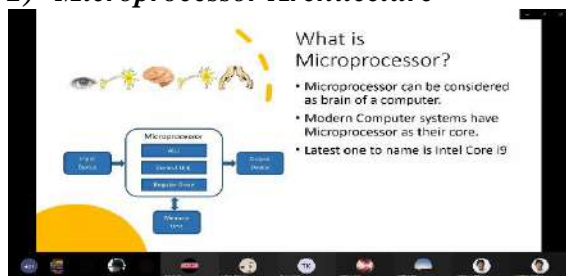 2) Microprocessor Architecture
What is
Microprocessor?
• Microprocessor can be considered
as brain of a computer.
• Modern Computer systems have
Microprocessor as their core.
• Latest one to name is Intel Core i9
Microprocessor
ALU
Input
Device
Control Unit
Output
Device
Register Array
Memory
Unit
TK